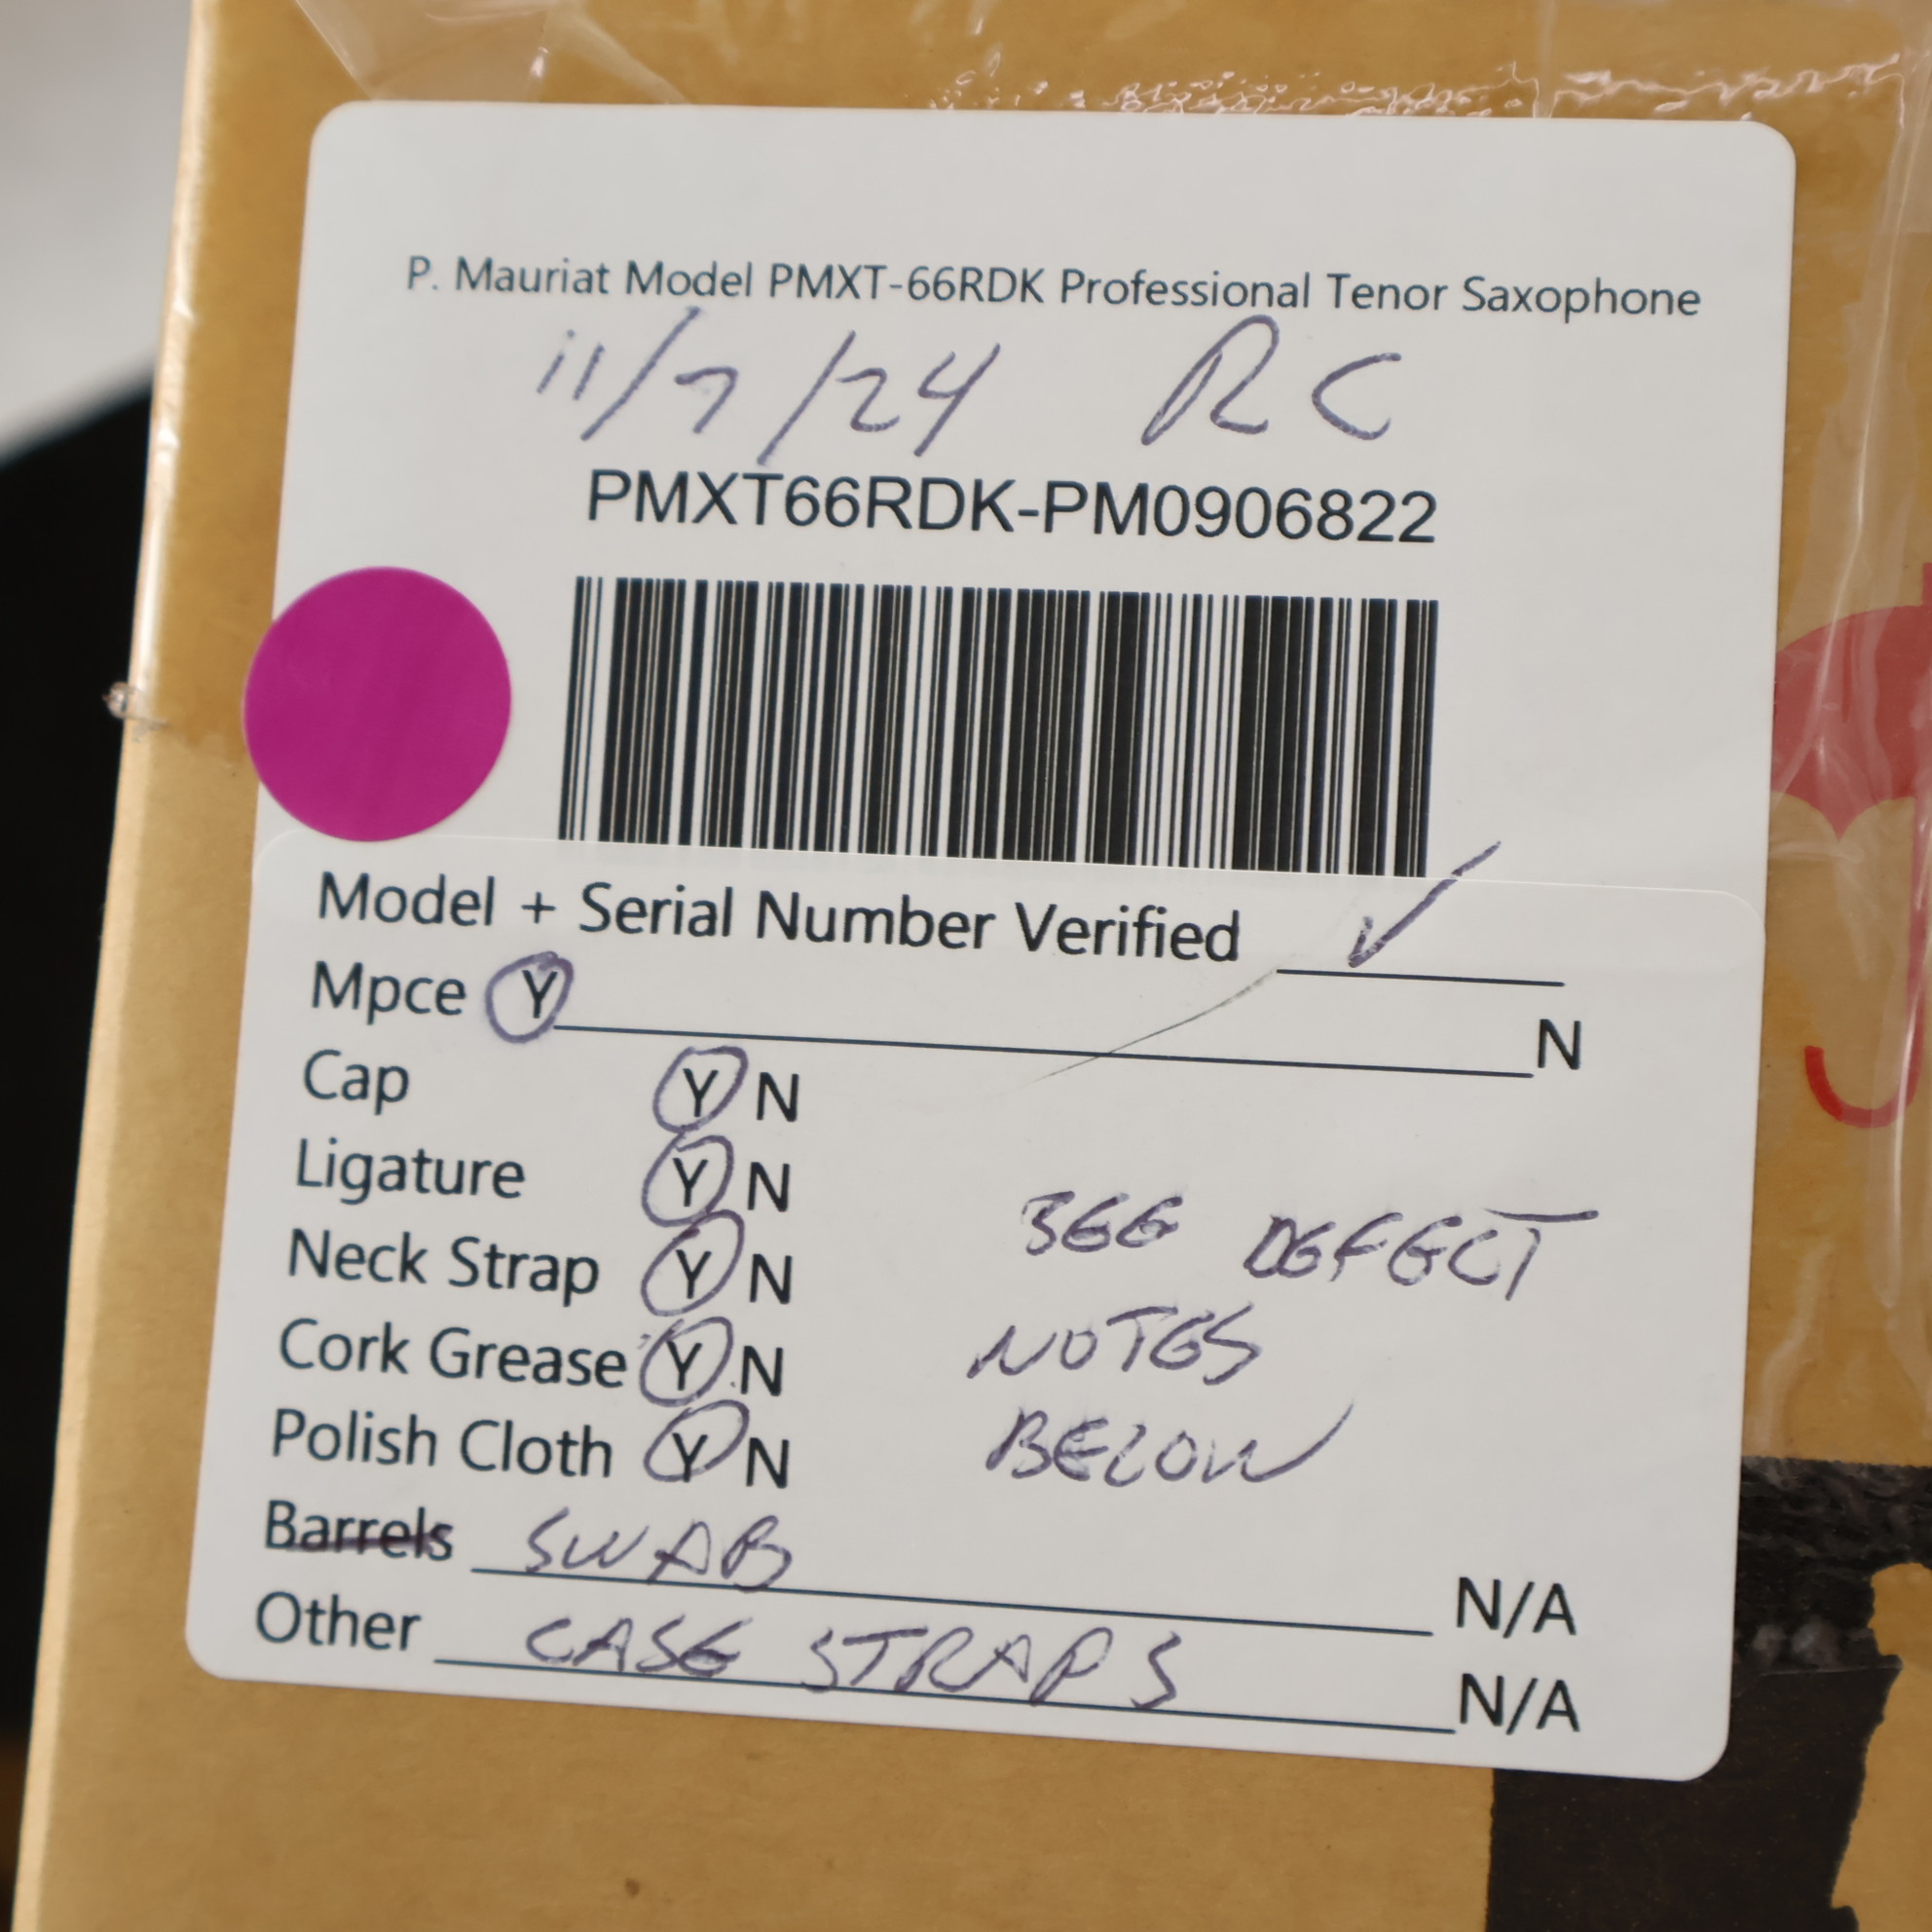 P. Mauriat Model PMXT-66RDK Professional Tenor Saxophone
11/7/24 RC
PMXT66RDK-PM0906822
Model + Serial Number Verified ✓
Mpce Y N
Cap Y N
Ligature Y N
Neck Strap Y N
Cork Grease Y N
Polish Cloth Y N
SEE DEFECT
NOTES
BELOW
Barrels SWAB N/A
Other CASE STRAPS N/A